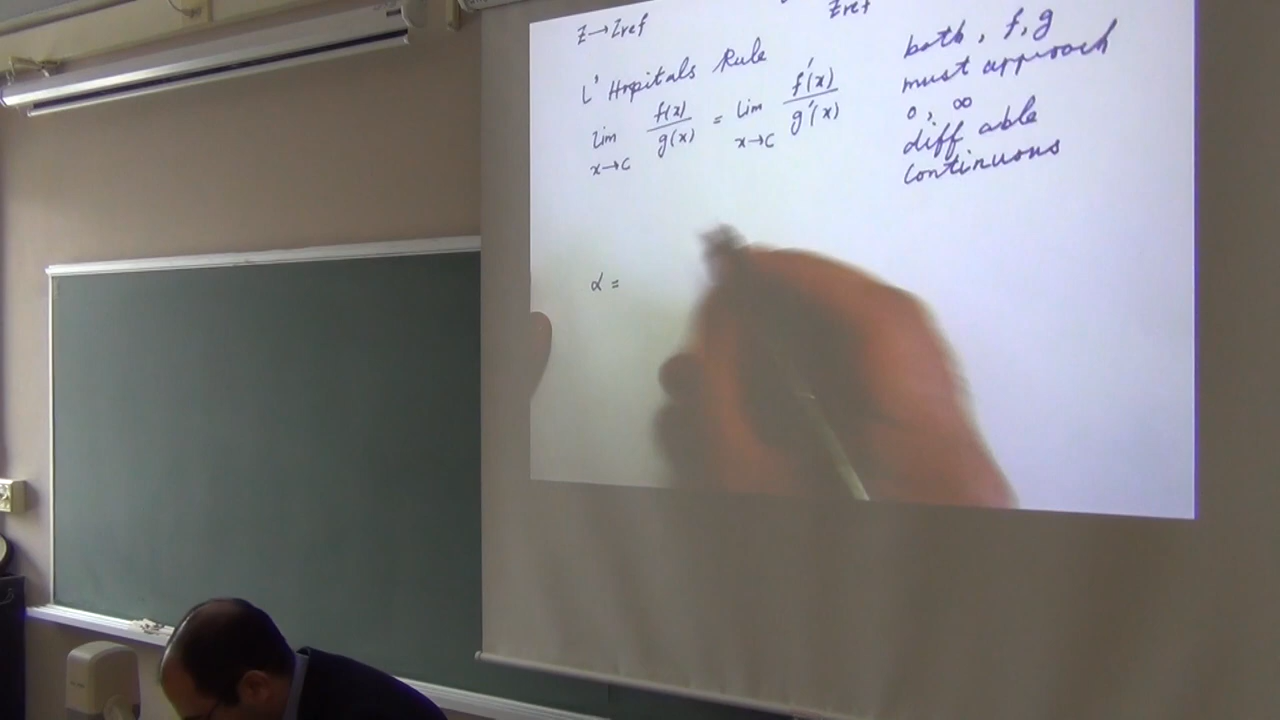 z→zref
zref
L'Hopitals Rule
lim x→c f(x)/g(x) = lim x→c f'(x)/g'(x)
both, f, g
must approach
0, ∞
diff able
continuous
α =